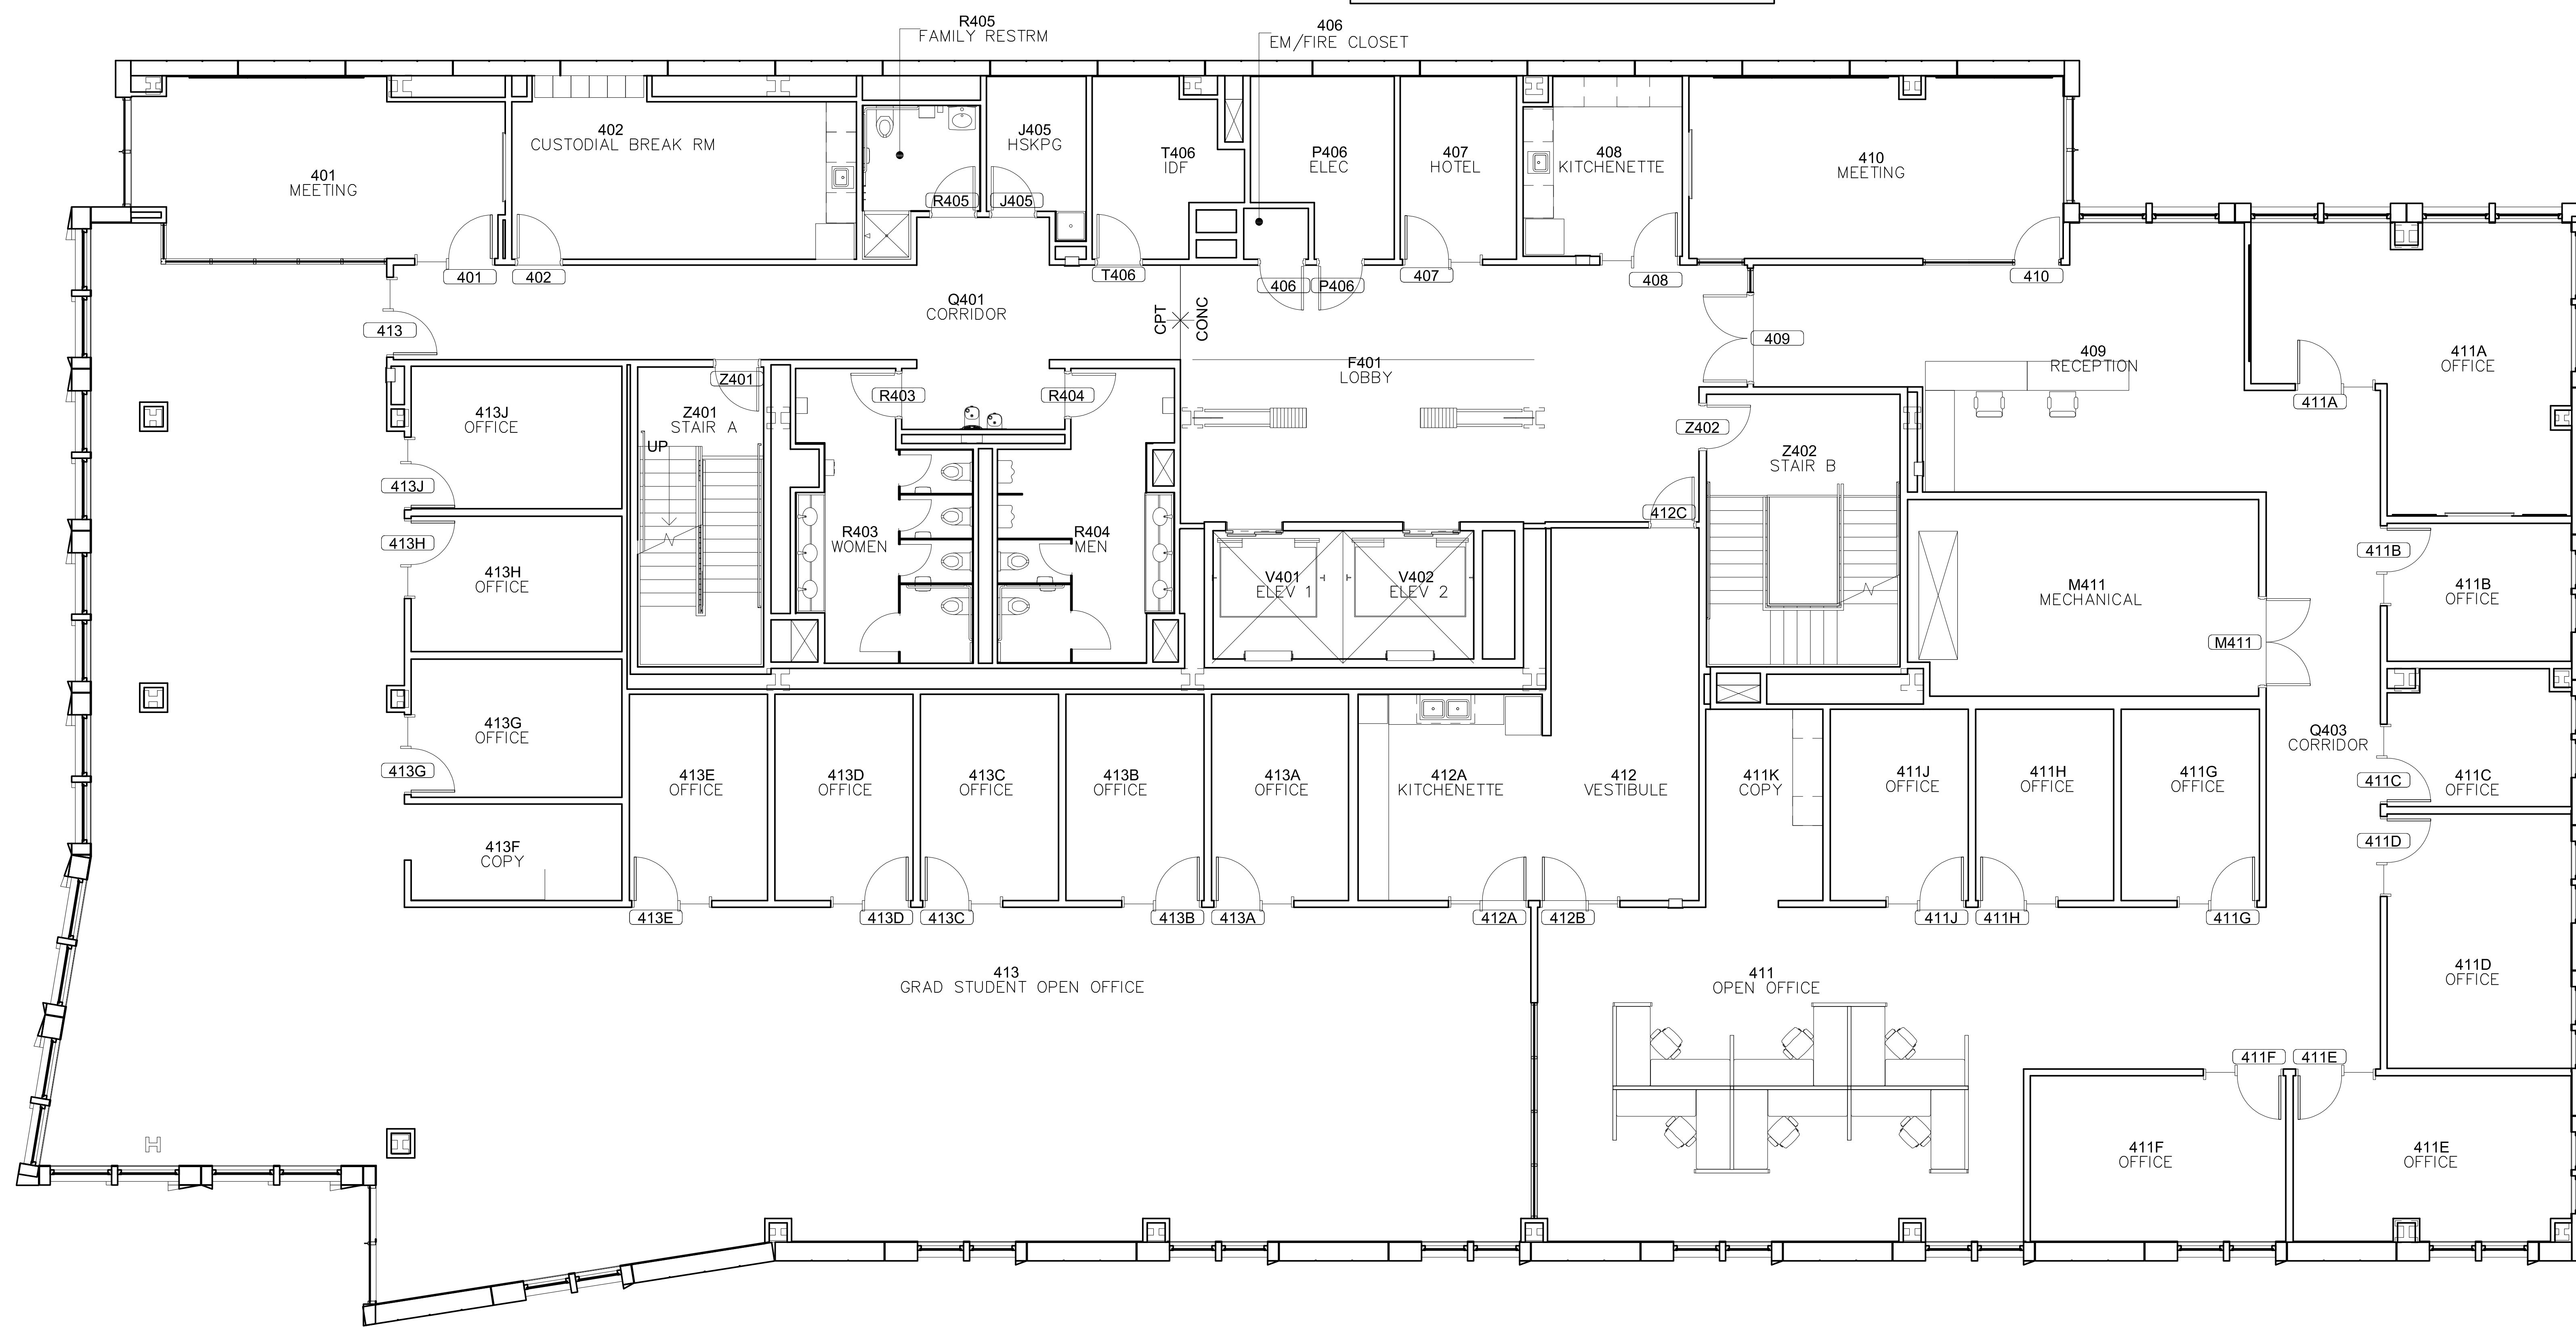 R405
FAMILY RESTRM
406
EM/FIRE CLOSET
401
MEETING
402
CUSTODIAL BREAK RM
J405
HSKPG
T406
IDF
P406
ELEC
407
HOTEL
408
KITCHENETTE
410
MEETING
R405
J405
401
402
T406
406
P406
407
408
410
Q401
CORRIDOR
CPT
CONC
413
409
F401
LOBBY
409
RECEPTION
411A
OFFICE
411A
Z401
R403
R404
413J
OFFICE
Z401
STAIR A
UP
Z402
Z402
STAIR B
413J
413H
412C
R403
WOMEN
R404
MEN
411B
413H
OFFICE
V401
ELEV 1
V402
ELEV 2
M411
MECHANICAL
411B
OFFICE
M411
413G
OFFICE
Q403
CORRIDOR
413G
413E
OFFICE
413D
OFFICE
413C
OFFICE
413B
OFFICE
413A
OFFICE
412A
KITCHENETTE
412
VESTIBULE
411K
COPY
411J
OFFICE
411H
OFFICE
411G
OFFICE
411C
411C
OFFICE
413F
COPY
411D
413E
413D
413C
413B
413A
412A
412B
411J
411H
411G
413
GRAD STUDENT OPEN OFFICE
411
OPEN OFFICE
411D
OFFICE
411F
411E
411F
OFFICE
411E
OFFICE